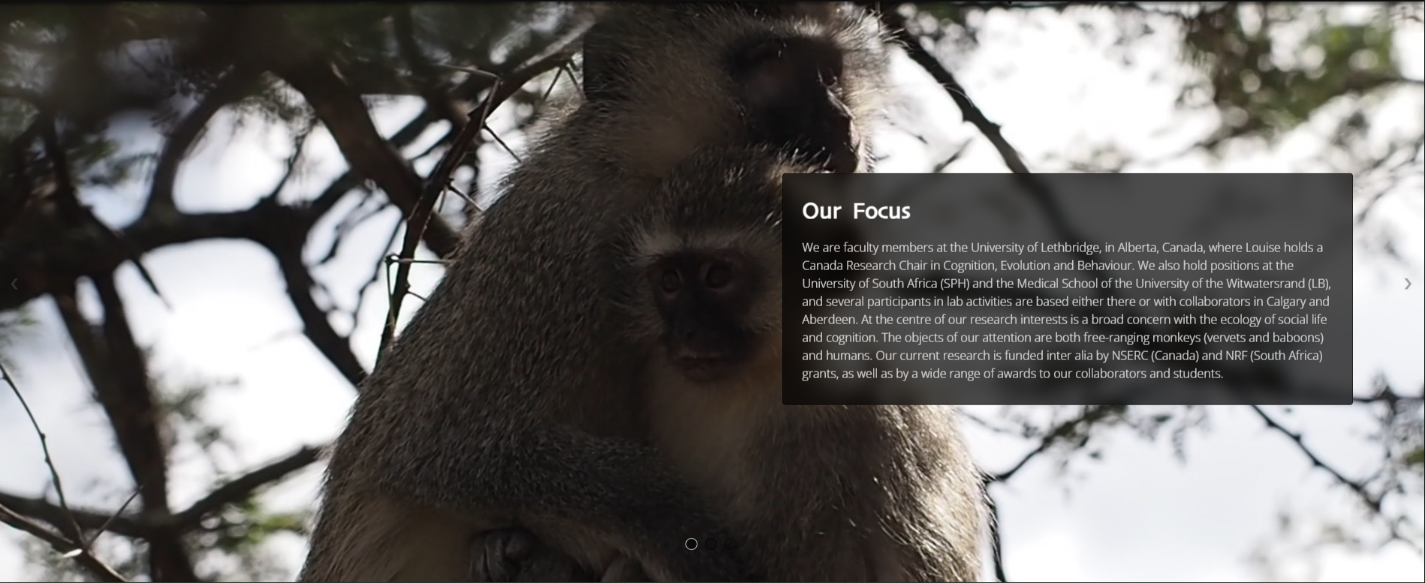 Our Focus
We are faculty members at the University of Lethbridge, in Alberta, Canada, where Louise holds a
Canada Research Chair in Cognition, Evolution and Behaviour. We also hold positions at the
University of South Africa (SPH) and the Medical School of the University of the Witwatersrand (LB),
and several participants in lab activities are based either there or with collaborators in Calgary and
Aberdeen. At the centre of our research interests is a broad concern with the ecology of social life
and cognition. The objects of our attention are both free-ranging monkeys (vervets and baboons)
and humans. Our current research is funded inter alia by NSERC (Canada) and NRF (South Africa)
grants, as well as by a wide range of awards to our collaborators and students.